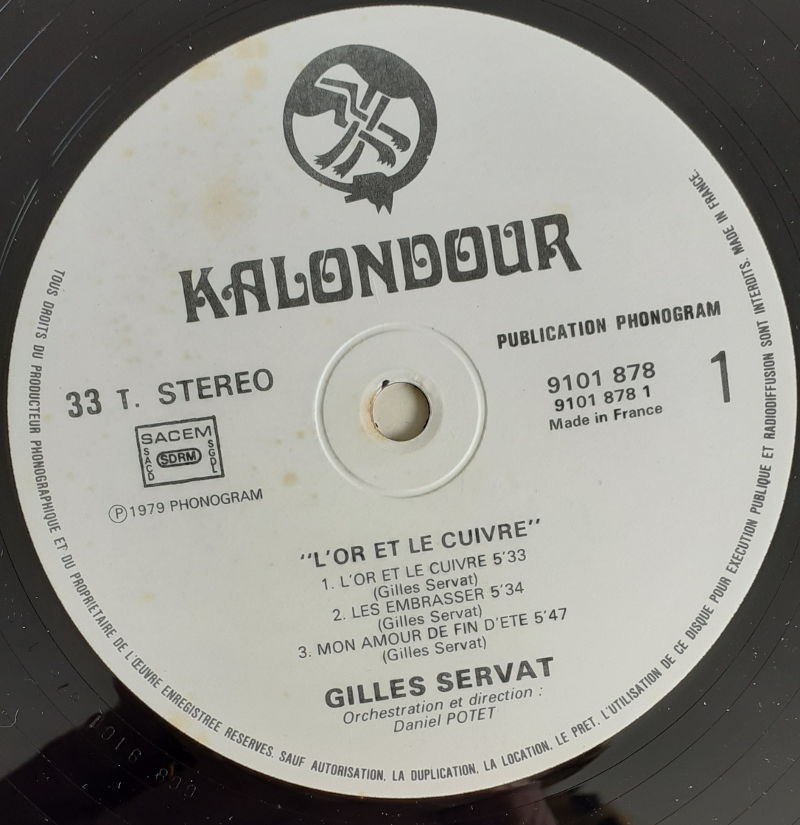 KALONDOUR
PUBLICATION PHONOGRAM
33 T. STEREO
9101 878
9101 878 1
Made in France
1
SACEM
SACD
SDRM
SGDL
Ⓟ 1979 PHONOGRAM
"L'OR ET LE CUIVRE"
1. L'OR ET LE CUIVRE 5'33
(Gilles Servat)
2. LES EMBRASSER 5'34
(Gilles Servat)
3. MON AMOUR DE FIN D'ETE 5'47
(Gilles Servat)
GILLES SERVAT
Orchestration et direction :
Daniel POTET
TOUS DROITS DU PRODUCTEUR PHONOGRAPHIQUE ET DU PROPRIETAIRE DE L'ŒUVRE ENREGISTREE RESERVES. SAUF AUTORISATION, LA DUPLICATION, LA LOCATION, LE PRET, L'UTILISATION DE CE DISQUE POUR EXECUTION PUBLIQUE ET RADIODIFFUSION SONT INTERDITS. MADE IN FRANCE.